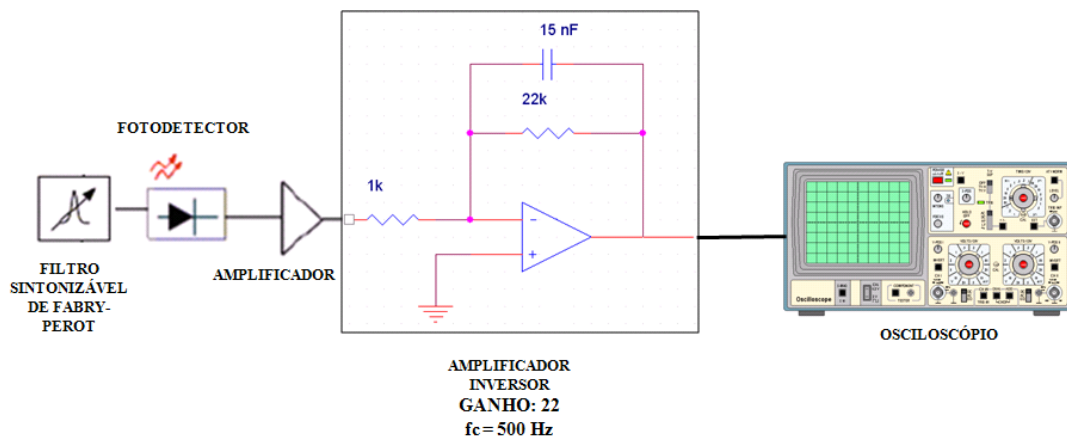 15 nF
22k
1k
FOTODETECTOR
FILTRO
SINTONIZÁVEL
DE FABRY-
PEROT
AMPLIFICADOR
Oscilloscope
OSCILOSCÓPIO
AMPLIFICADOR
INVERSOR
GANHO: 22
fc = 500 Hz